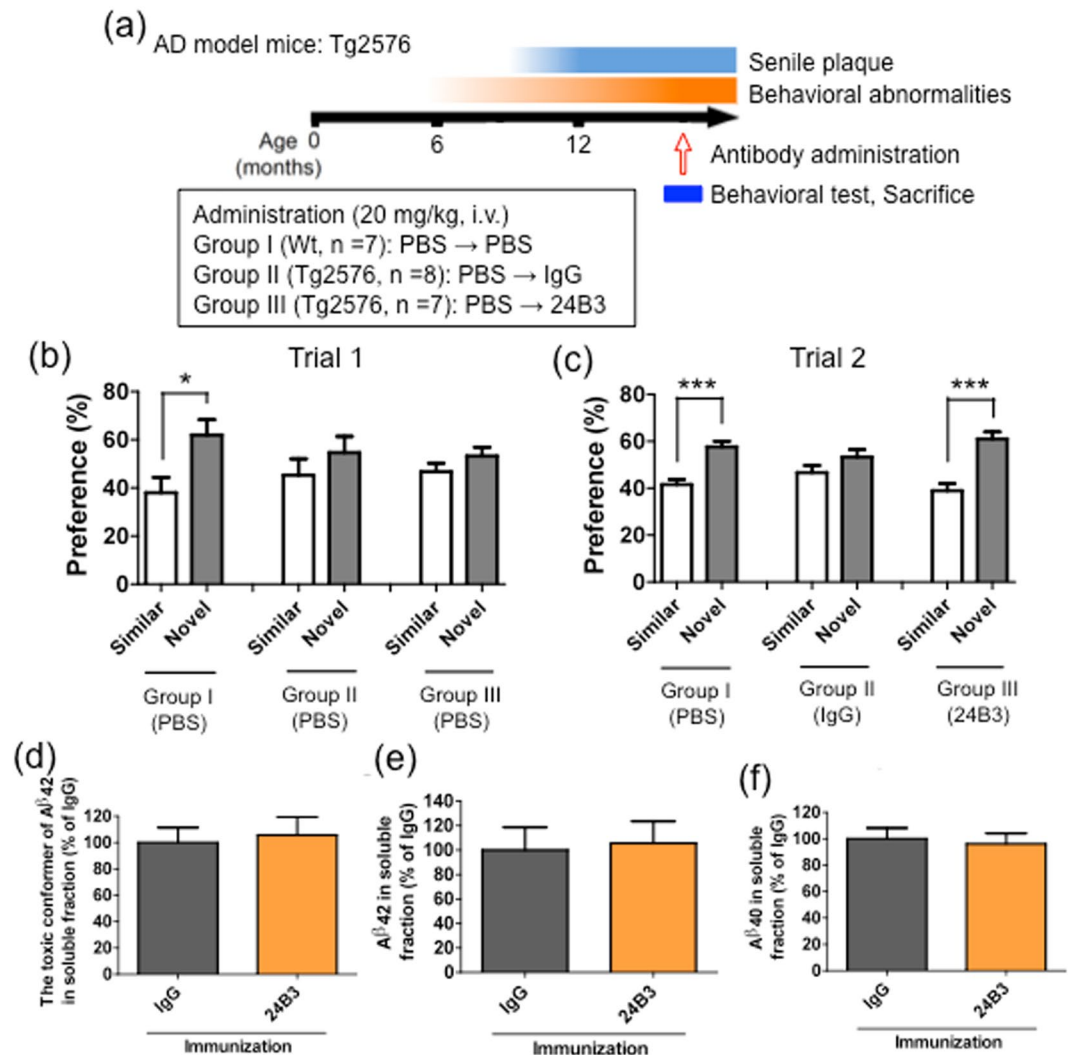 (a)
AD model mice: Tg2576
Senile plaque
Behavioral abnormalities
Age 0 6 12
(months)
Antibody administration
Behavioral test, Sacrifice
Administration (20 mg/kg, i.v.)
Group I (Wt, n =7): PBS → PBS
Group II (Tg2576, n =8): PBS → IgG
Group III (Tg2576, n =7): PBS → 24B3
(b)
Trial 1
Preference (%)
80
60
40
20
0
*
Similar Novel Similar Novel Similar Novel
Group I Group II Group III
(PBS) (PBS) (PBS)
(c)
Trial 2
Preference (%)
80
60
40
20
0
*** ***
Similar Novel Similar Novel Similar Novel
Group I Group II Group III
(PBS) (IgG) (24B3)
(d)
The toxic conformer of Aβ42
in soluble fraction (% of IgG)
120
100
80
60
40
20
0
IgG 24B3
Immunization
(e)
Aβ42 in soluble
fraction (% of IgG)
140
120
100
80
60
40
20
0
IgG 24B3
Immunization
(f)
Aβ40 in soluble
fraction (% of IgG)
120
100
80
60
40
20
0
IgG 24B3
Immunization